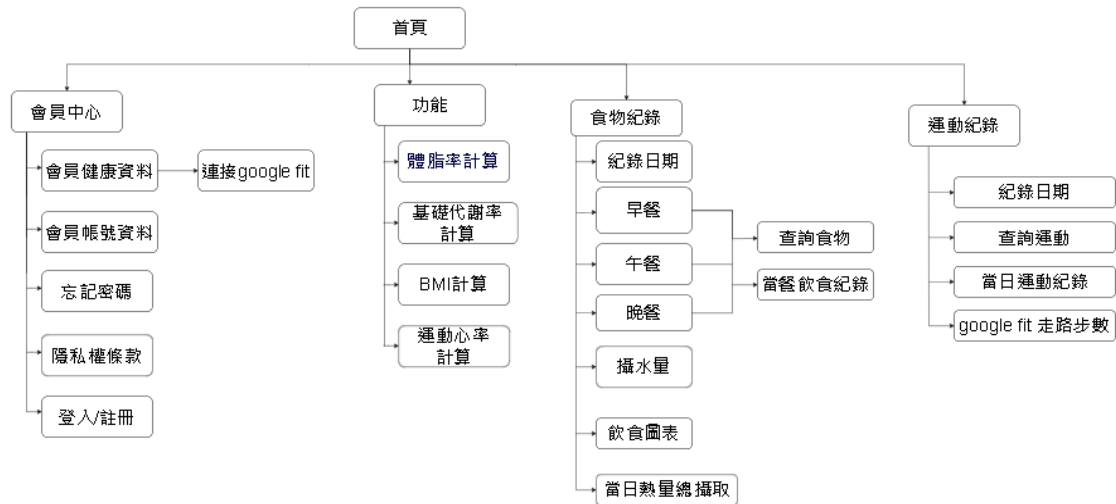 首頁
會員中心
會員健康資料
連接google fit
會員帳號資料
忘記密碼
隱私權條款
登入/註冊
功能
體脂率計算
基礎代謝率
計算
BMI計算
運動心率
計算
食物紀錄
紀錄日期
早餐
午餐
晚餐
查詢食物
當餐飲食紀錄
攝水量
飲食圖表
當日熱量總攝取
運動紀錄
紀錄日期
查詢運動
當日運動紀錄
google fit 走路步數